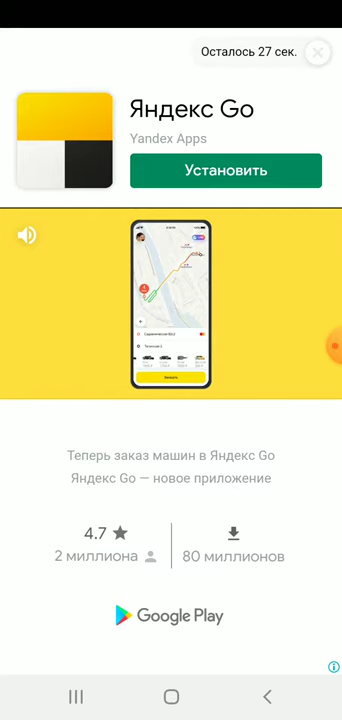 Осталось 27 сек.
Яндекс Go
Yandex Apps
Установить
Теперь заказ машин в Яндекс Go
Яндекс Go — новое приложение
4.7
2 миллиона
80 миллионов
Google Play